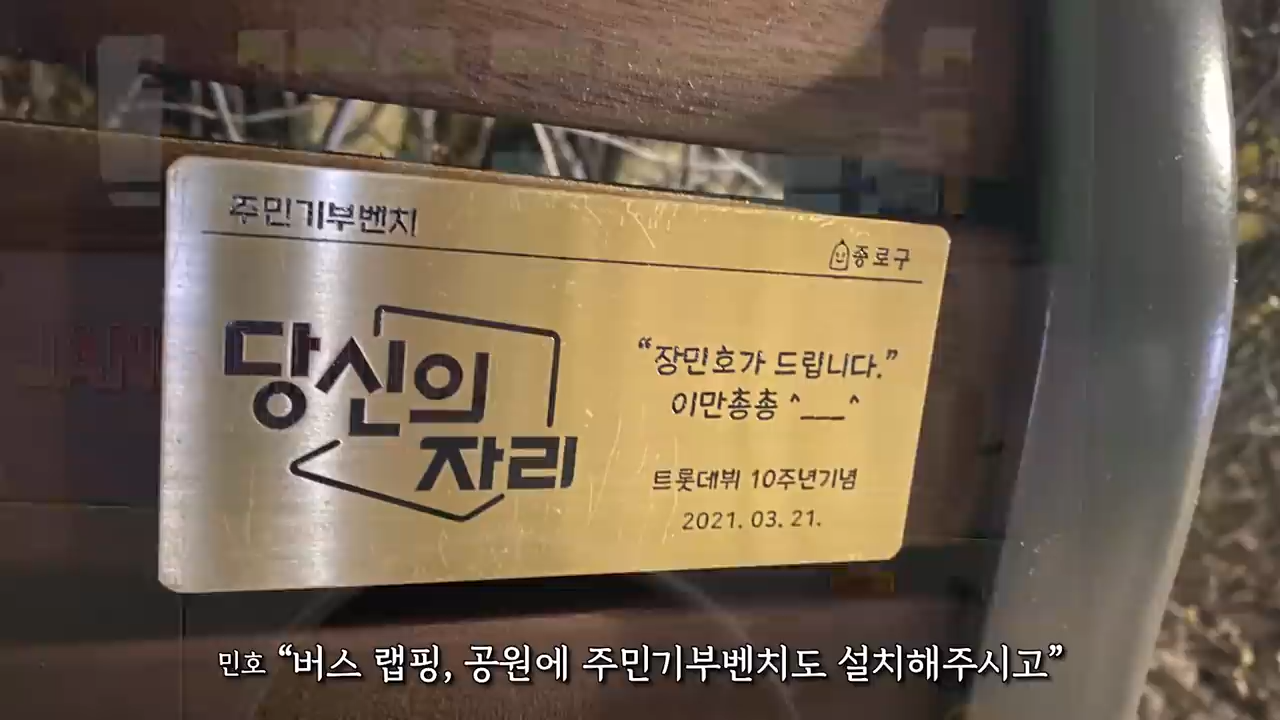 주민기부벤치
종로구
당신의
자리
“장민호가 드립니다.”
이만총총 ^___^
트롯데뷔 10주년기념
2021. 03. 21.
민호 “버스 랩핑, 공원에 주민기부벤치도 설치해주시고”